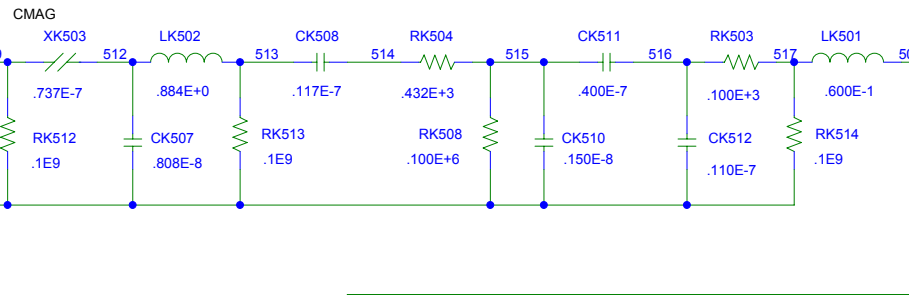 CMAG
XK503 LK502 CK508 RK504 CK511 RK503 LK501
512 513 514 515 516 517
.737E-7 .884E+0 .117E-7 .432E+3 .400E-7 .100E+3 .600E-1
RK512 CK507 RK513 RK508 CK510 CK512 RK514
.1E9 .808E-8 .1E9 .100E+6 .150E-8 .110E-7 .1E9